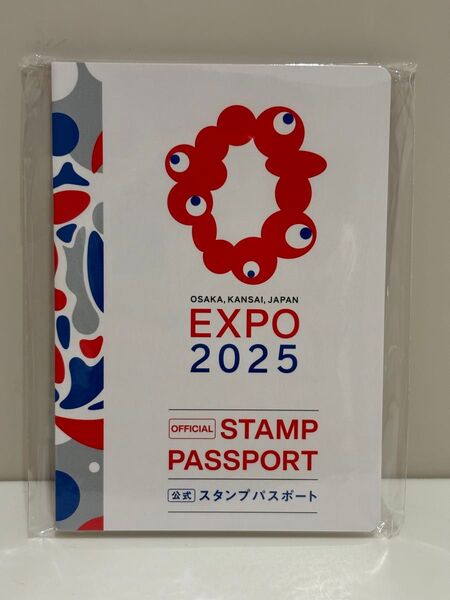 OSAKA, KANSAI, JAPAN
EXPO
2025
OFFICIAL STAMP
PASSPORT
公式 スタンプパスポート